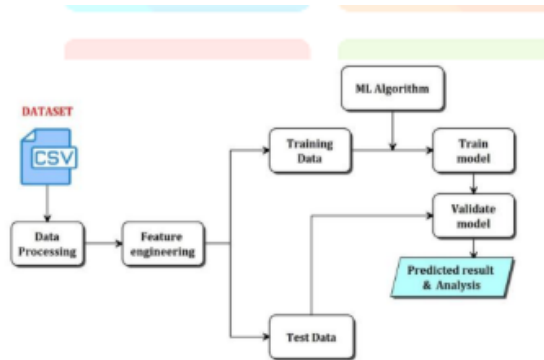 DATASET
CSV
Data
Processing
Feature
engineering
Training
Data
ML Algorithm
Train
model
Validate
model
Predicted result
& Analysis
Test Data